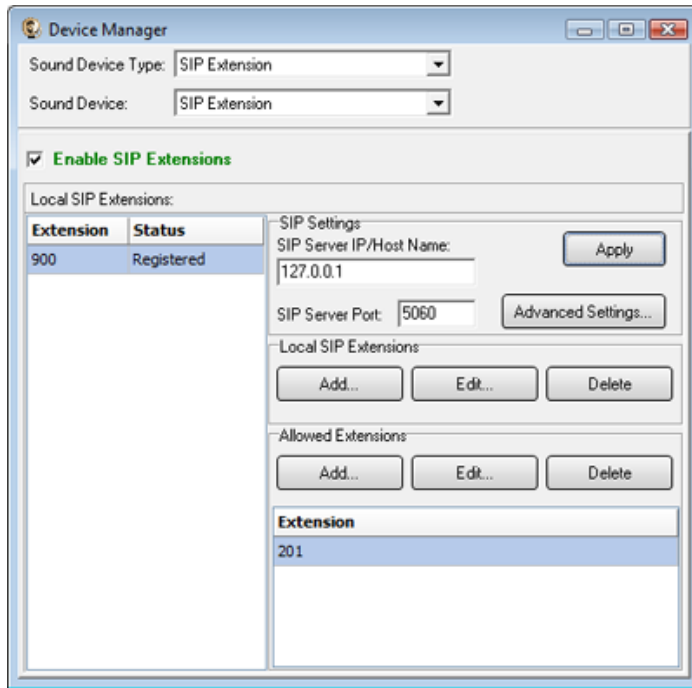 Device Manager
Sound Device Type: SIP Extension
Sound Device: SIP Extension
Enable SIP Extensions
Local SIP Extensions:
Extension Status
900 Registered
SIP Settings
SIP Server IP/Host Name:
127.0.0.1
Apply
SIP Server Port: 5060 Advanced Settings...
Local SIP Extensions
Add... Edit... Delete
Allowed Extensions
Add... Edit... Delete
Extension
201